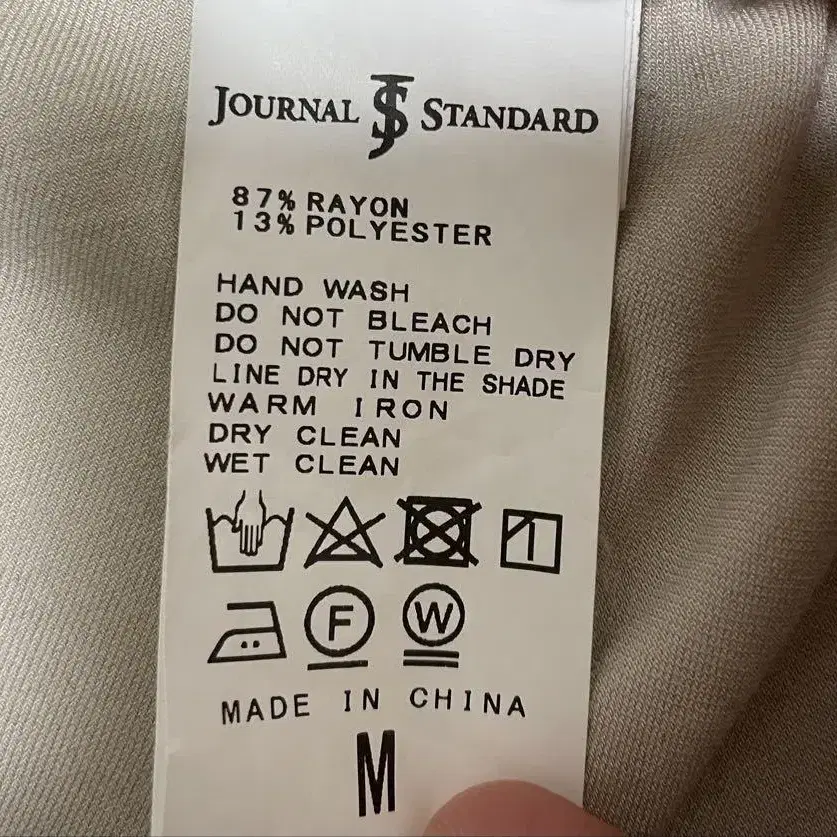 JOURNAL JS STANDARD
87% RAYON
13% POLYESTER
HAND WASH
DO NOT BLEACH
DO NOT TUMBLE DRY
LINE DRY IN THE SHADE
WARM IRON
DRY CLEAN
WET CLEAN
F W
MADE IN CHINA
M